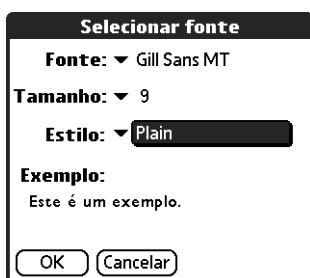 Selecionar fonte
Fonte: Gill Sans MT
Tamanho: 9
Estilo: Plain
Exemplo:
Este é um exemplo.
OK Cancelar